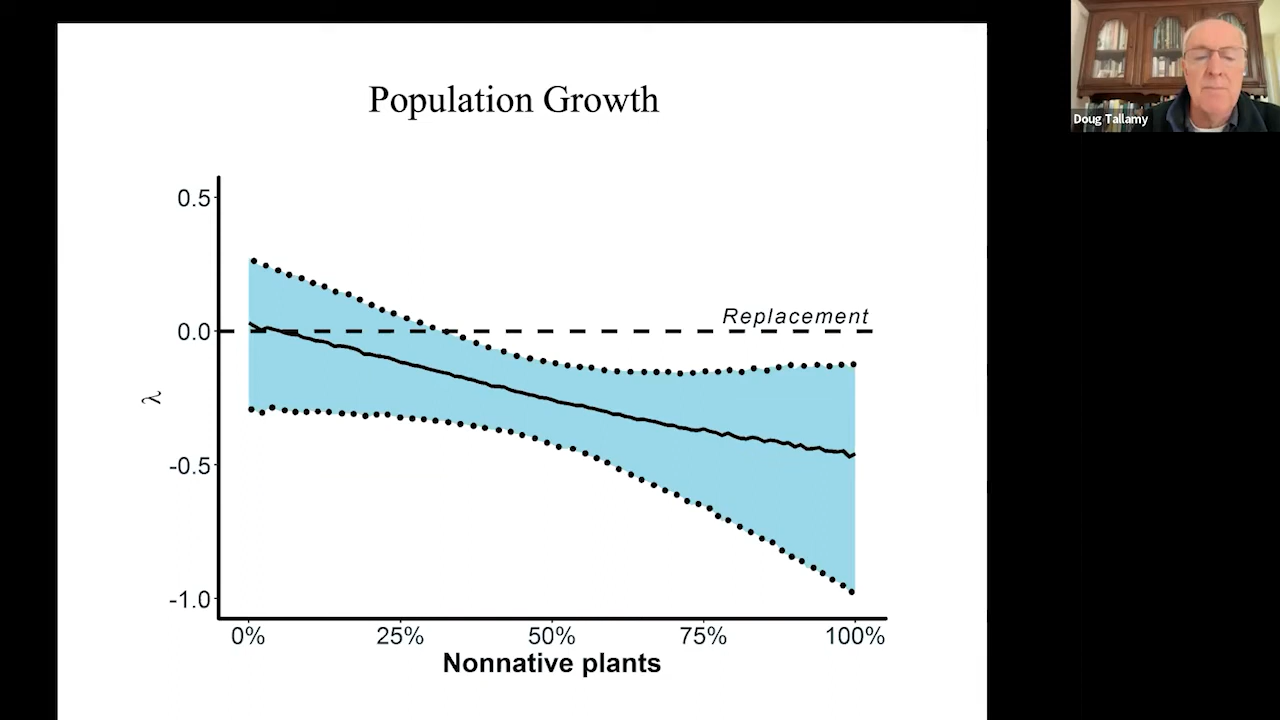 Population Growth
Doug Tallamy
0.5
Replacement
0.0
λ
-0.5
-1.0
0% 25% 50% 75% 100%
Nonnative plants